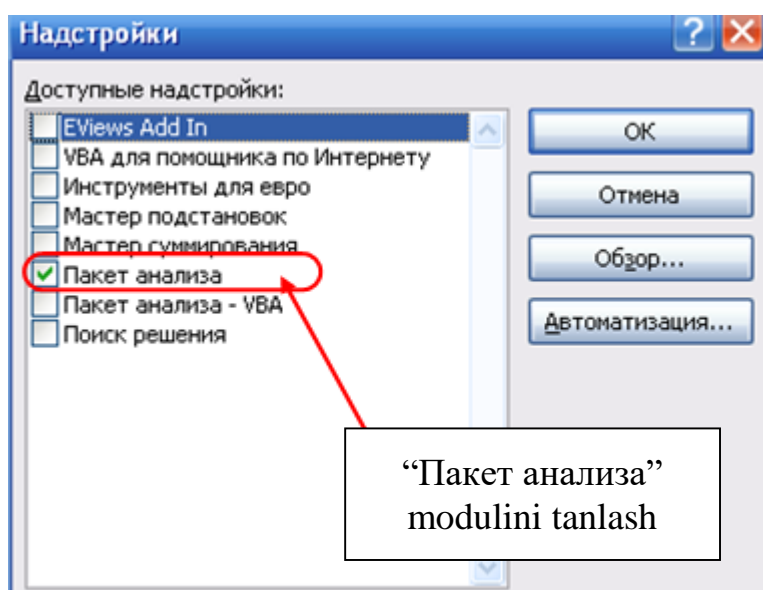 Надстройки
Доступные надстройки:
EViews Add In
VBA для помощника по Интернету
Инструменты для евро
Мастер подстановок
Мастер суммирования
Пакет анализа
Пакет анализа - VBA
Поиск решения
ОК
Отмена
Обзор...
Автоматизация...
“Пакет анализа”
modulini tanlash